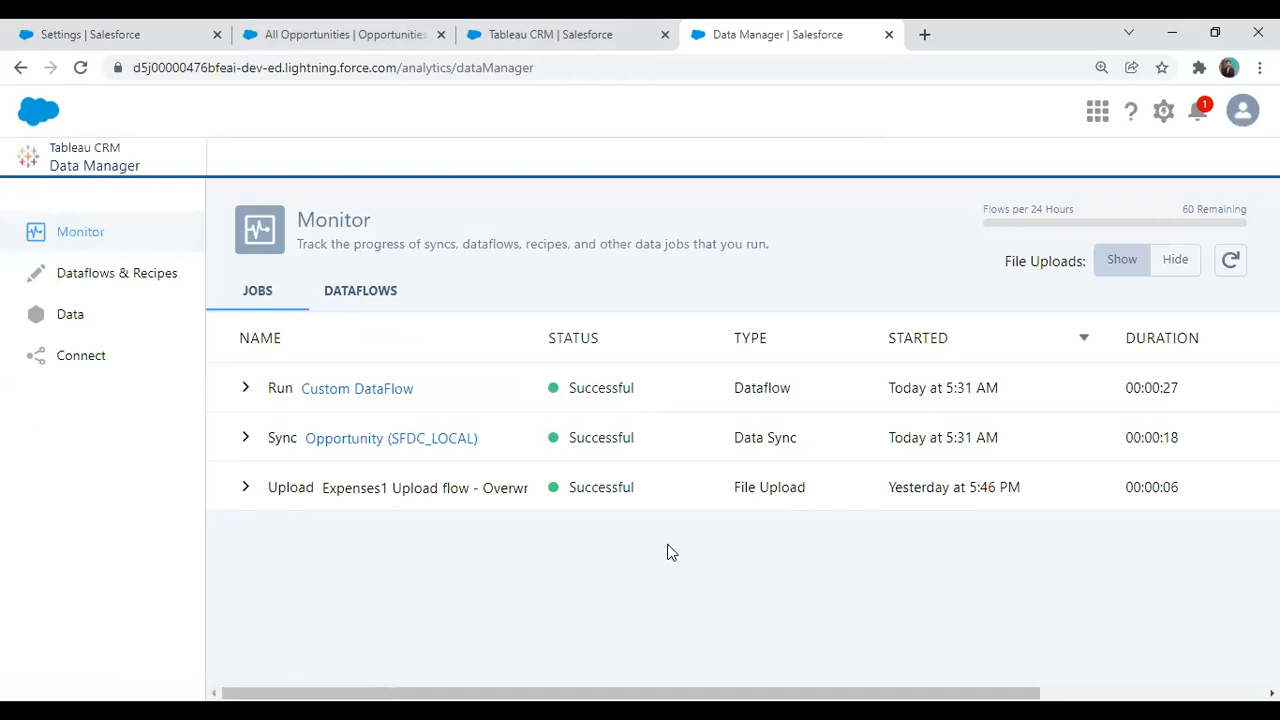 Settings | Salesforce
All Opportunities | Opportunities
Tableau CRM | Salesforce
Data Manager | Salesforce
d5j00000476bfeai-dev-ed.lightning.force.com/analytics/dataManager
1
Tableau CRM
Data Manager
Monitor
Dataflows & Recipes
Data
Connect
Monitor
Track the progress of syncs, dataflows, recipes, and other data jobs that you run.
Flows per 24 Hours 60 Remaining
File Uploads: Show Hide
JOBS DATAFLOWS
NAME STATUS TYPE STARTED DURATION
Run Custom DataFlow Successful Dataflow Today at 5:31 AM 00:00:27
Sync Opportunity (SFDC_LOCAL) Successful Data Sync Today at 5:31 AM 00:00:18
Upload Expenses1 Upload flow - Overwr Successful File Upload Yesterday at 5:46 PM 00:00:06